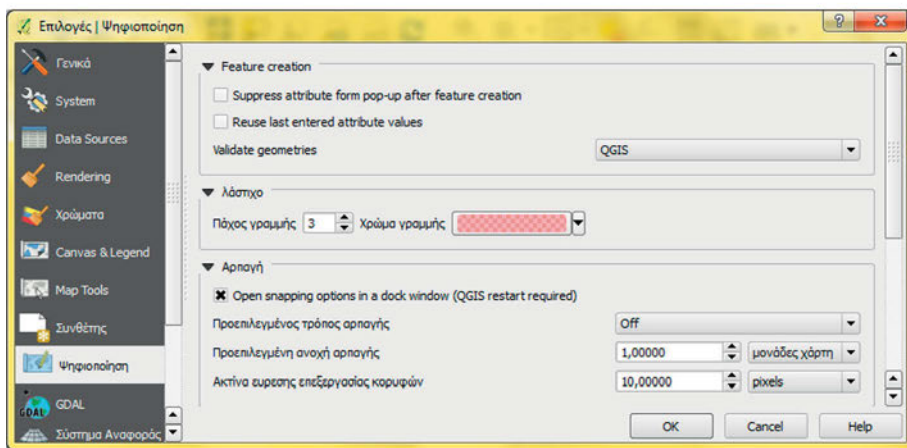 Επιλογές | Ψηφιοποίηση
Γενικά
System
Data Sources
Rendering
Χρώματα
Canvas & Legend
Map Tools
Συνθέτης
Ψηφιοποίηση
GDAL
Σύστημα Αναφοράς
Feature creation
Suppress attribute form pop-up after feature creation
Reuse last entered attribute values
Validate geometries QGIS
λάστιχο
Πάχος γραμμής 3 Χρώμα γραμμής
Αρπαγή
Open snapping options in a dock window (QGIS restart required)
Προεπιλεγμένος τρόπος αρπαγής Off
Προεπιλεγμένη ανοχή αρπαγής 1,00000 μονάδες χάρτη
Ακτίνα ευρεσης επεξεργασίας κορυφών 10,00000 pixels
OK Cancel Help